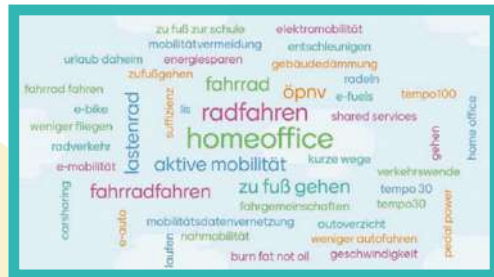 zu fuß zur schule
elektromobilität
mobilitätvermeidung
entschleunigen
urlaub daheim
energiesparen
gebäudedämmung
zufußgehen
radeln
fahrrad fahren
fahrrad
öpnv
e-fuels
tempo100
e-bike
suffizienz
lis
radfahren
shared services
weniger fliegen
lastenrad
homeoffice
gehen
home office
radverkehr
kurze wege
e-mobilität
aktive mobilität
verkehrswende
carsharing
fahrradfahren
zu fuß gehen
tempo 30
fahrgemeinschaften
tempo30
pedal power
e-auto
mobilitätsdatenvernetzung
autoverzicht
laufen
nahmobilität
weniger autofahren
burn fat not oil
geschwindigkeit